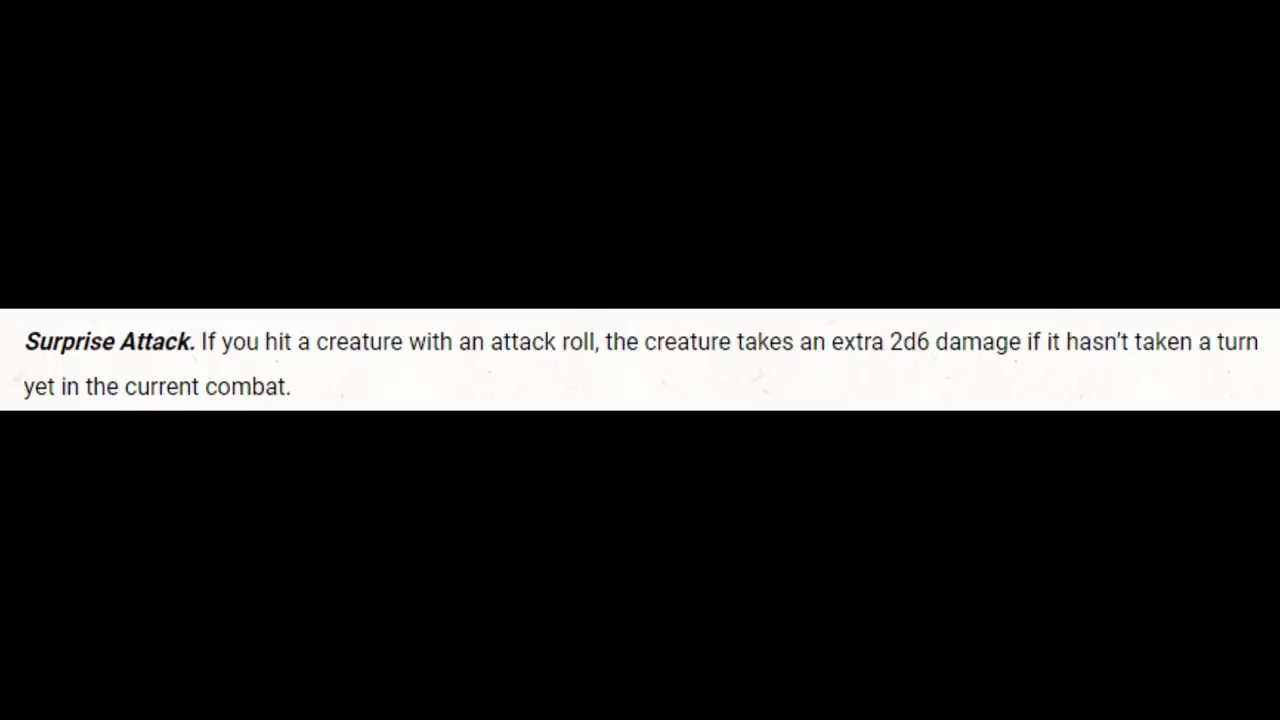 Surprise Attack. If you hit a creature with an attack roll, the creature takes an extra 2d6 damage if it hasn’t taken a turn
yet in the current combat.